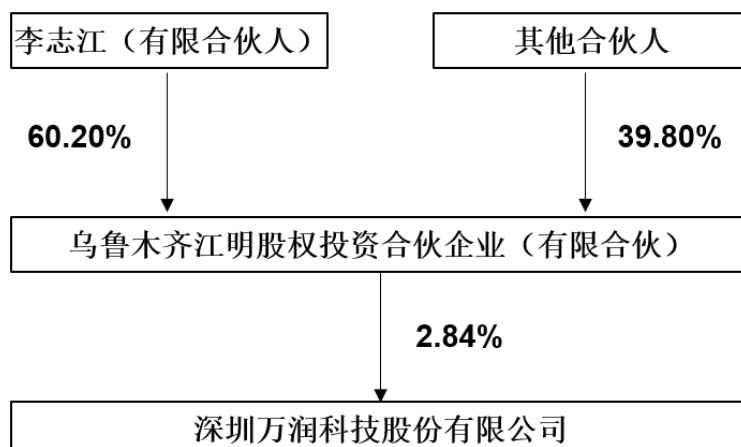 李志江（有限合伙人）
其他合伙人
60.20%
39.80%
乌鲁木齐江明股权投资合伙企业（有限合伙）
2.84%
深圳万润科技股份有限公司